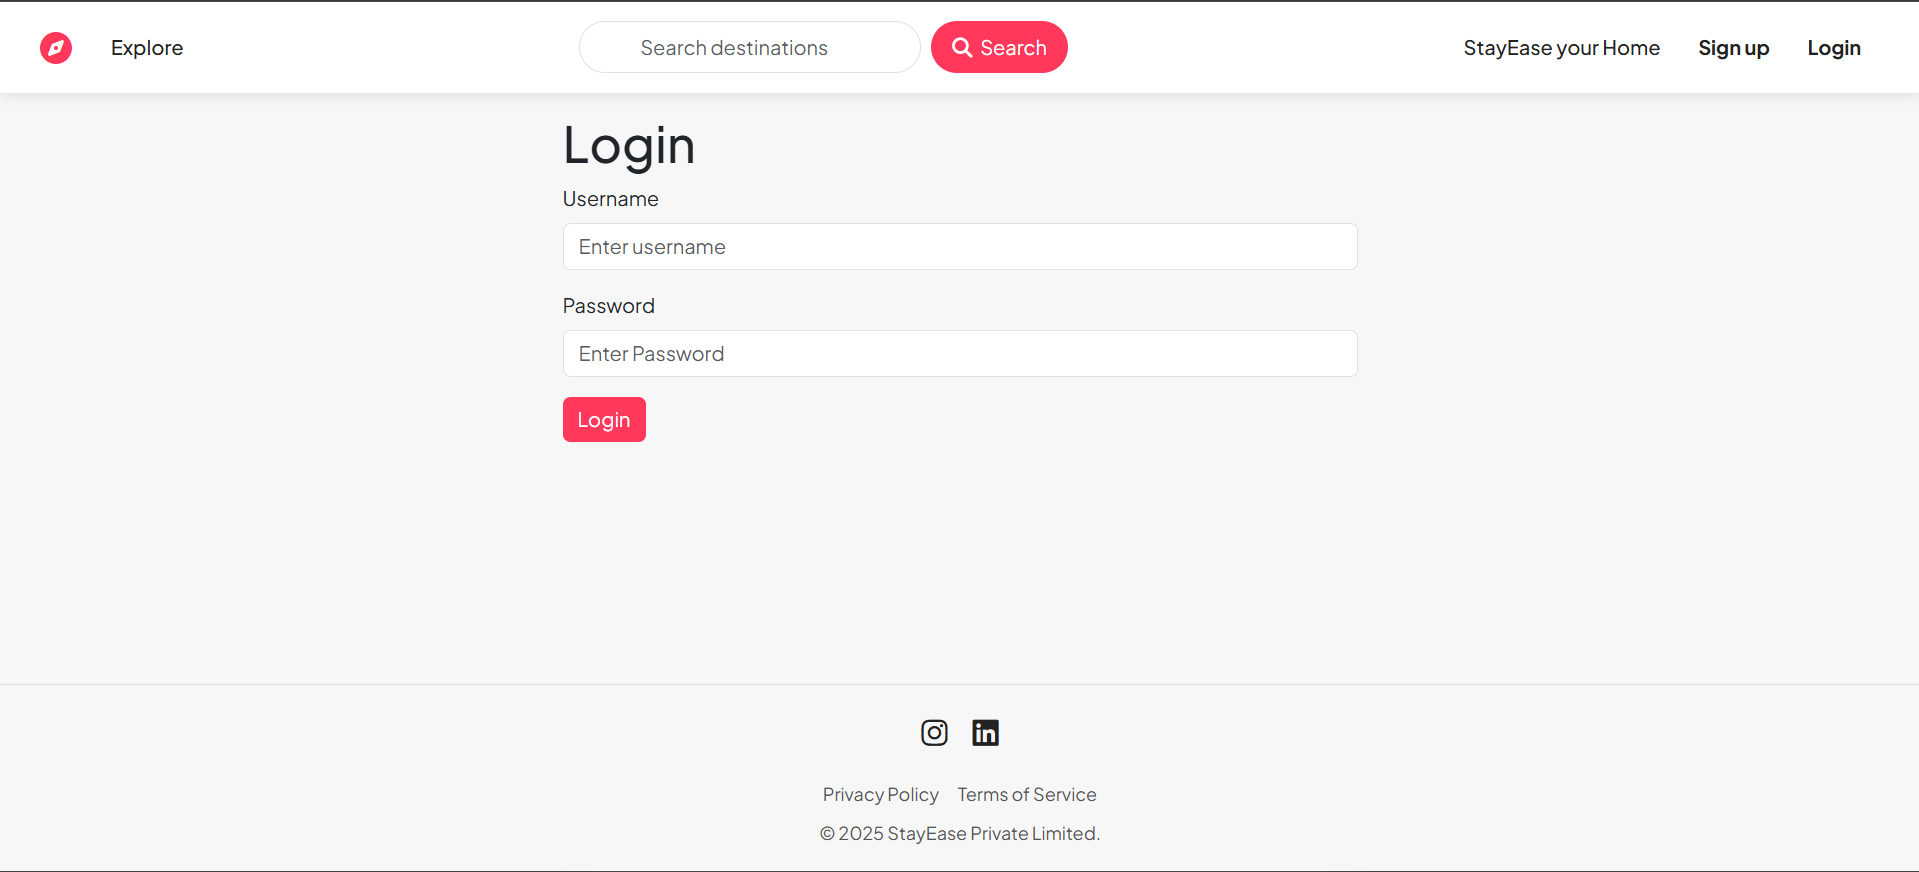 Explore
Search destinations
Search
StayEase your Home
Sign up
Login
Login
Username
Enter username
Password
Enter Password
Login
in
Privacy Policy Terms of Service
© 2025 StayEase Private Limited.